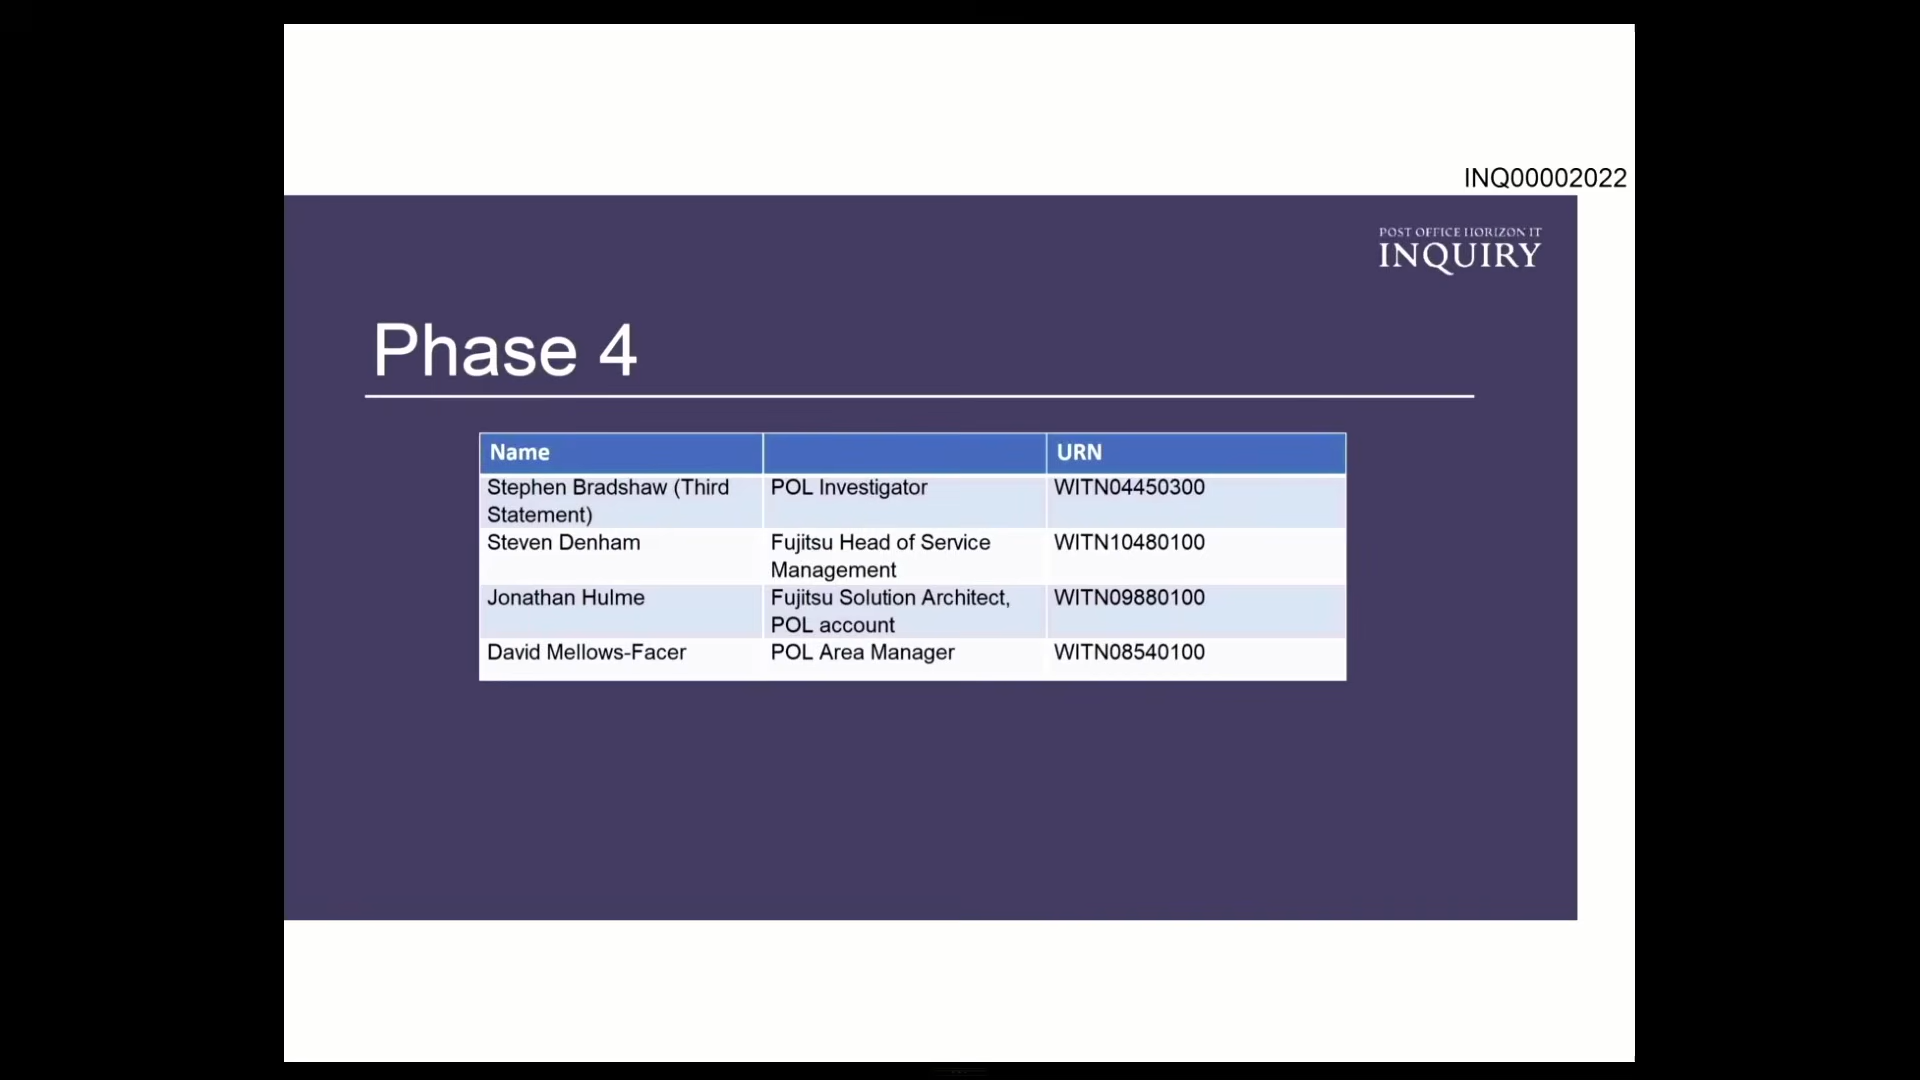 INQ00002022
POST OFFICE HORIZON IT
INQUIRY
Phase 4
Name URN
Stephen Bradshaw (Third Statement) POL Investigator WITN04450300
Steven Denham Fujitsu Head of Service Management WITN10480100
Jonathan Hulme Fujitsu Solution Architect, POL account WITN09880100
David Mellows-Facer POL Area Manager WITN08540100